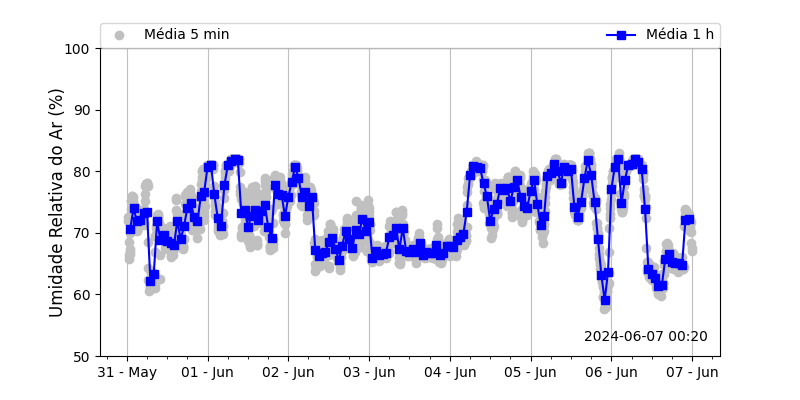 Média 5 min
Média 1 h
Umidade Relativa do Ar (%)
100
90
80
70
60
50
2024-06-07 00:20
31 - May
01 - Jun
02 - Jun
03 - Jun
04 - Jun
05 - Jun
06 - Jun
07 - Jun